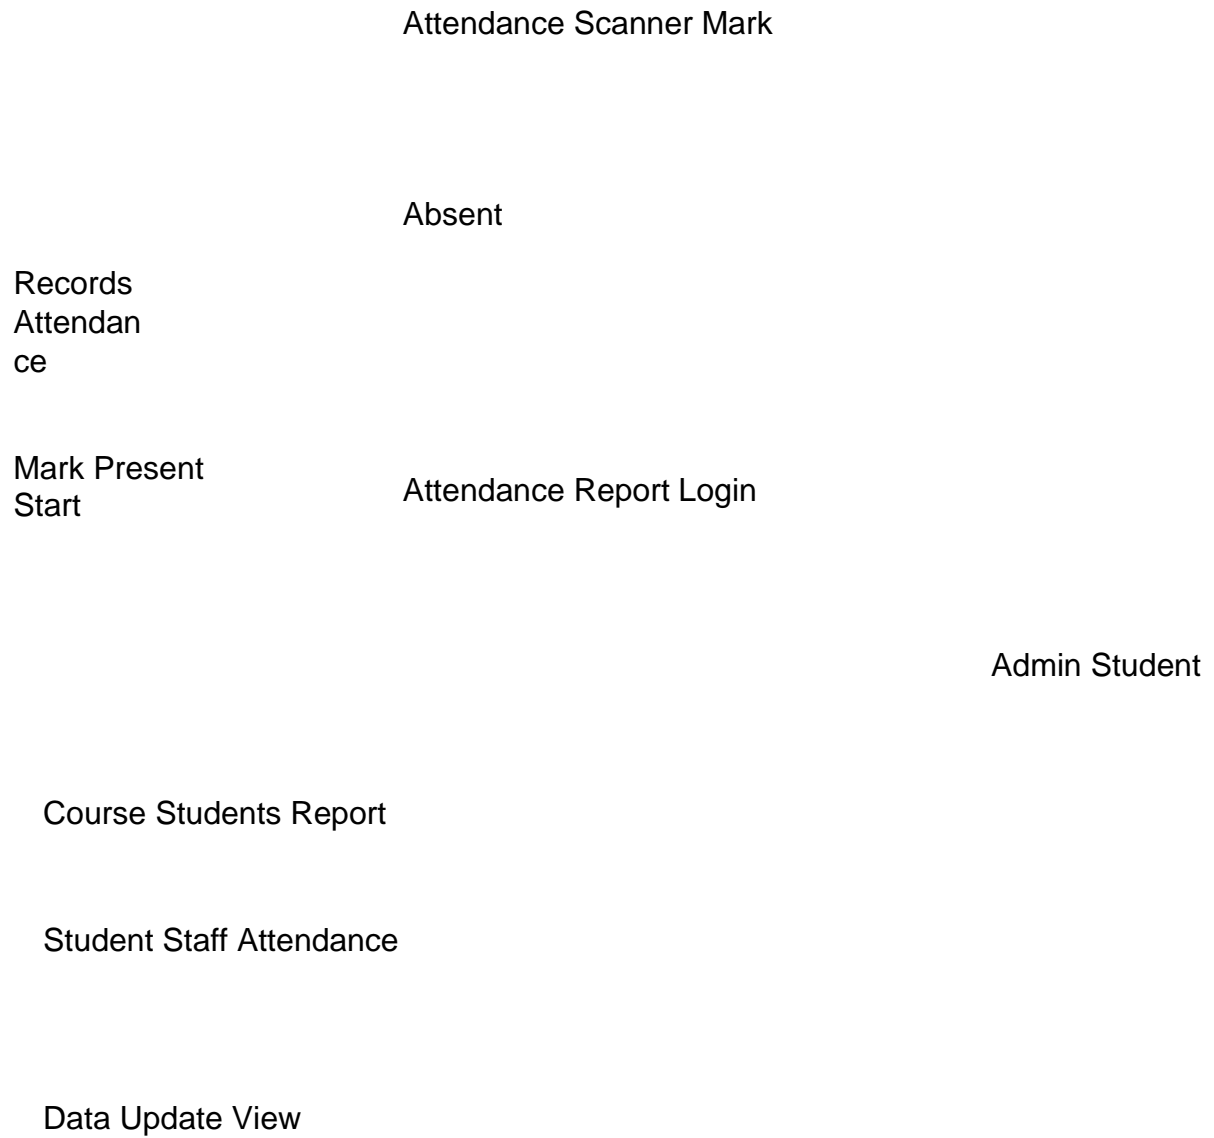 Attendance Scanner Mark
Absent
Records
Attendan
ce
Mark Present
Start
Attendance Report Login
Admin Student
Course Students Report
Student Staff Attendance
Data Update View